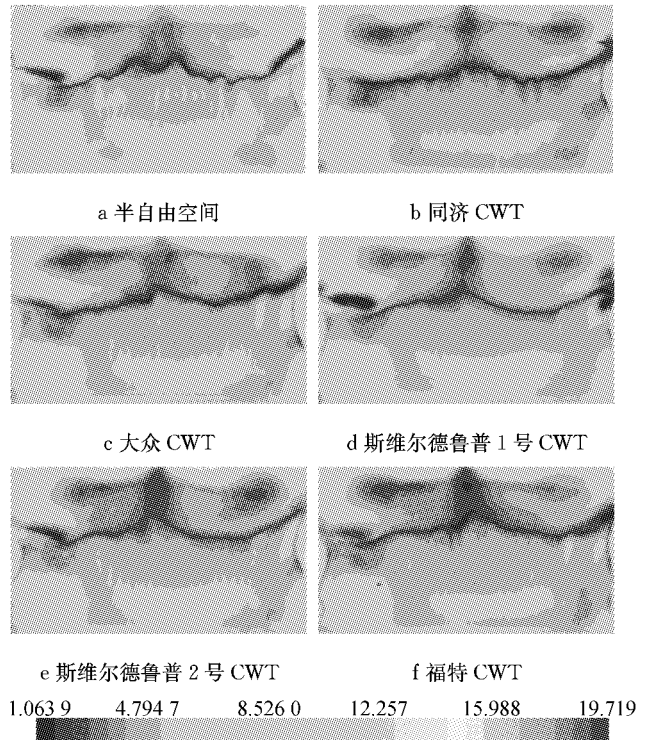 a 半自由空间
b 同济 CWT
c 大众 CWT
d 斯维尔德鲁普 1 号 CWT
e 斯维尔德鲁普 2 号 CWT
f 福特 CWT
1.063 9 4.794 7 8.526 0 12.257 15.988 19.719